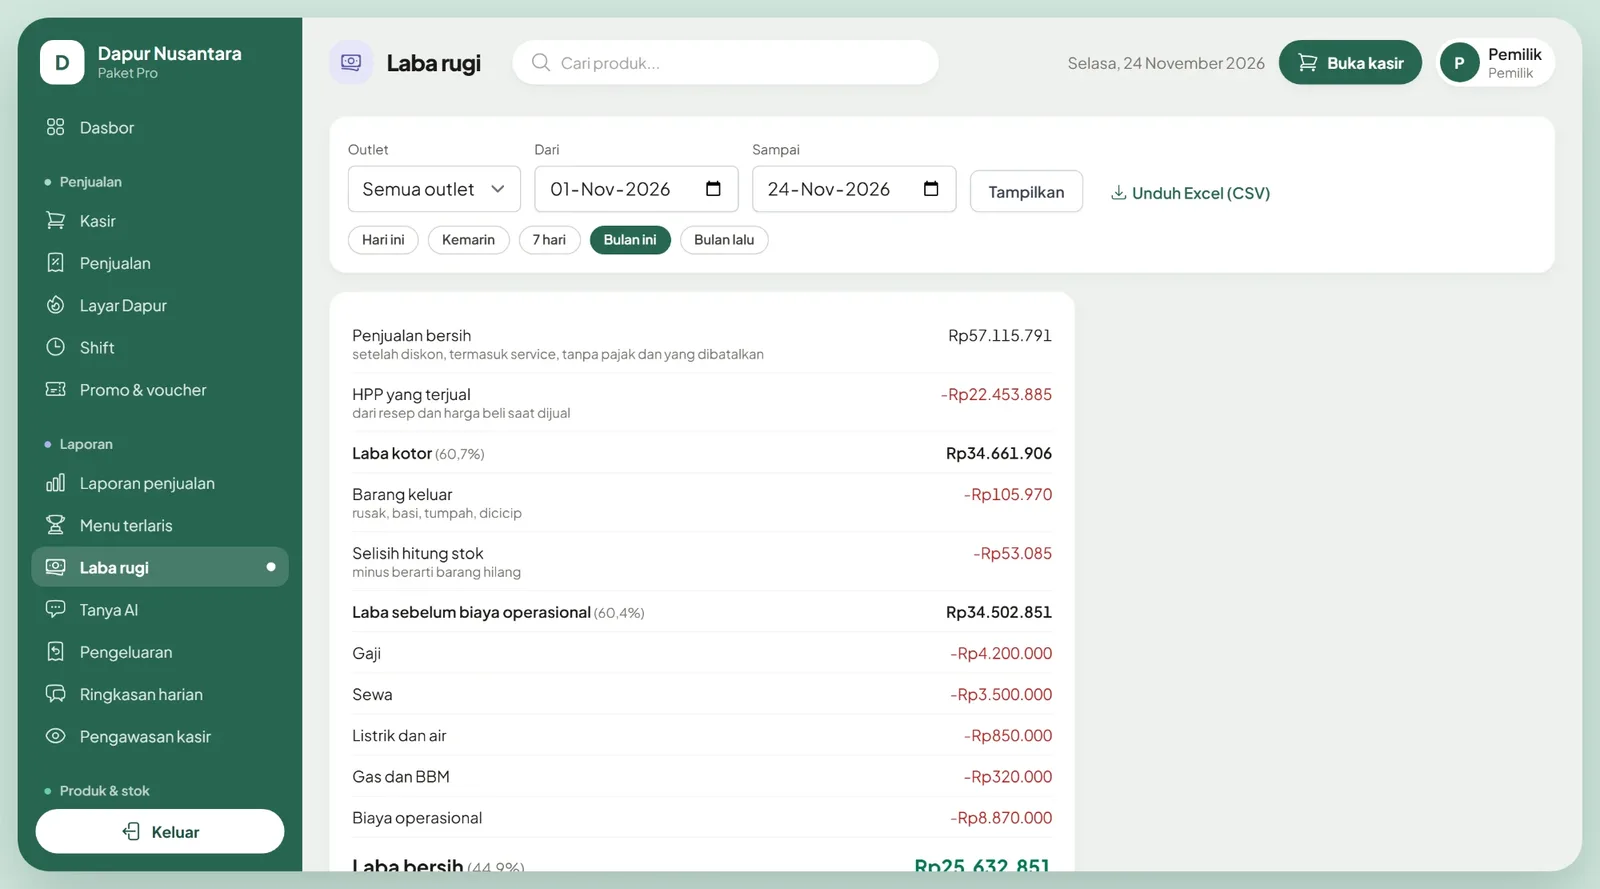 D
Dapur Nusantara
Paket Pro
Dasbor
Penjualan
Kasir
Penjualan
Layar Dapur
Shift
Promo & voucher
Laporan
Laporan penjualan
Menu terlaris
Laba rugi
Tanya AI
Pengeluaran
Ringkasan harian
Pengawasan kasir
Produk & stok
Keluar
Laba rugi
Cari produk...
Selasa, 24 November 2026
Buka kasir
P
Pemilik
Pemilik
Outlet
Dari
Sampai
Semua outlet
01-Nov-2026
24-Nov-2026
Tampilkan
Unduh Excel (CSV)
Hari ini
Kemarin
7 hari
Bulan ini
Bulan lalu
Penjualan bersih Rp57.115.791
setelah diskon, termasuk service, tanpa pajak dan yang dibatalkan
HPP yang terjual -Rp22.453.885
dari resep dan harga beli saat dijual
Laba kotor (60,7%) Rp34.661.906
Barang keluar -Rp105.970
rusak, basi, tumpah, dicicip
Selisih hitung stok -Rp53.085
minus berarti barang hilang
Laba sebelum biaya operasional (60,4%) Rp34.502.851
Gaji -Rp4.200.000
Sewa -Rp3.500.000
Listrik dan air -Rp850.000
Gas dan BBM -Rp320.000
Biaya operasional -Rp8.870.000
Laba bersih (44,9%) Rp25.632.851